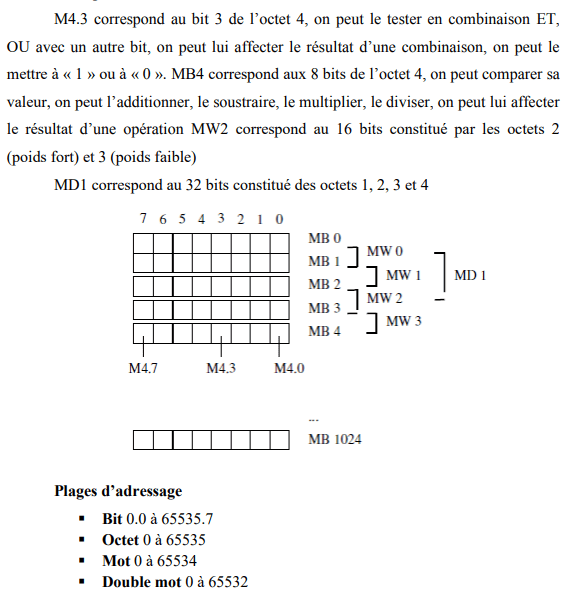 M4.3 correspond au bit 3 de l'octet 4, on peut le tester en combinaison ET,
OU avec un autre bit, on peut lui affecter le résultat d'une combinaison, on peut le
mettre à « 1 » ou à « 0 ». MB4 correspond aux 8 bits de l'octet 4, on peut comparer sa
valeur, on peut l'additionner, le soustraire, le multiplier, le diviser, on peut lui affecter
le résultat d'une opération MW2 correspond au 16 bits constitué par les octets 2
(poids fort) et 3 (poids faible)
MD1 correspond au 32 bits constitué des octets 1, 2, 3 et 4
7 6 5 4 3 2 1 0
MB 0
MW 0
MB 1
MW 1
MD 1
MB 2
MW 2
MB 3
MW 3
MB 4
M4.7 M4.3 M4.0
...
MB 1024
Plages d'adressage
▪ Bit 0.0 à 65535.7
▪ Octet 0 à 65535
▪ Mot 0 à 65534
▪ Double mot 0 à 65532